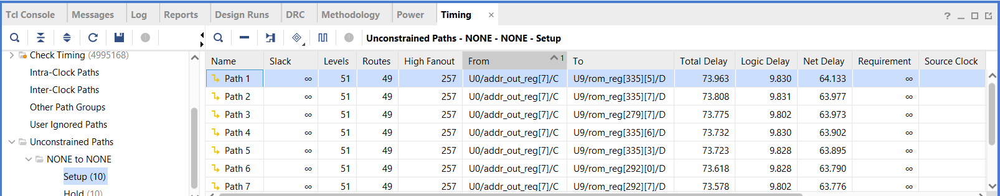 Tcl Console Messages Log Reports Design Runs DRC Methodology Power Timing × ? _
Unconstrained Paths - NONE - NONE - Setup
Check Timing (4995168)
Intra-Clock Paths
Inter-Clock Paths
Other Path Groups
User Ignored Paths
Unconstrained Paths
NONE to NONE
Setup (10)
Hold (10)
Name Slack Levels Routes High Fanout From 1 To Total Delay Logic Delay Net Delay Requirement Source Clock
Path 1 ∞ 51 49 257 U0/addr_out_reg[7]/C U9/rom_reg[335][5]/D 73.963 9.830 64.133 ∞
Path 2 ∞ 51 49 257 U0/addr_out_reg[7]/C U9/rom_reg[335][7]/D 73.808 9.831 63.977 ∞
Path 3 ∞ 51 49 257 U0/addr_out_reg[7]/C U9/rom_reg[279][7]/D 73.775 9.802 63.973 ∞
Path 4 ∞ 51 49 257 U0/addr_out_reg[7]/C U9/rom_reg[335][6]/D 73.732 9.830 63.902 ∞
Path 5 ∞ 51 49 257 U0/addr_out_reg[7]/C U9/rom_reg[335][3]/D 73.723 9.828 63.895 ∞
Path 6 ∞ 51 49 257 U0/addr_out_reg[7]/C U9/rom_reg[292][0]/D 73.618 9.828 63.790 ∞
Path 7 ∞ 51 49 257 U0/addr_out_reg[7]/C U9/rom_reg[292][7]/D 73.578 9.802 63.776 ∞